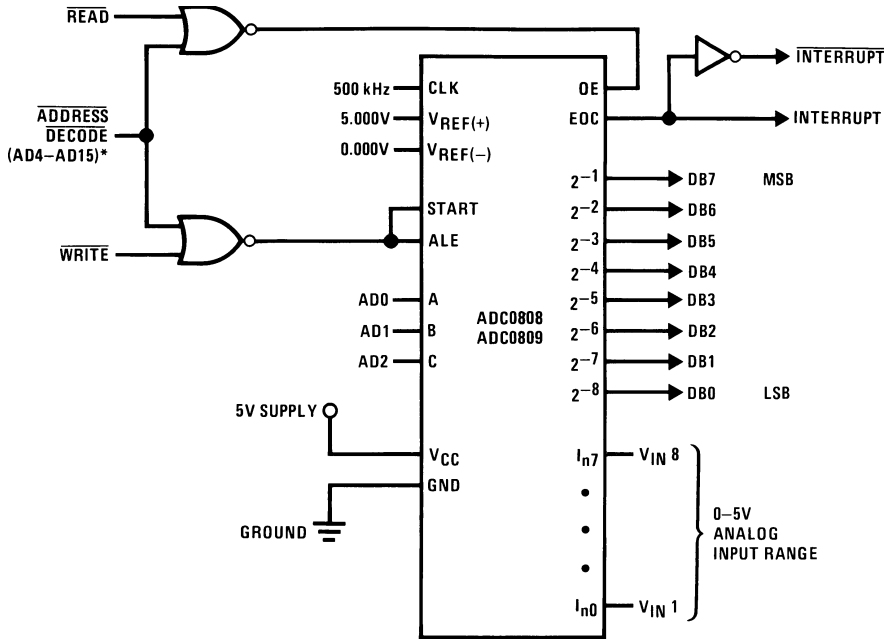 READ
ADDRESS
DECODE
(AD4–AD15)*
WRITE
500 kHz
5.000V
0.000V
CLK
VREF(+)
VREF(–)
START
ALE
AD0
AD1
AD2
A
B
C
5V SUPPLY
VCC
GND
GROUND
ADC0808
ADC0809
OE
EOC
INTERRUPT
INTERRUPT
2–1 DB7 MSB
2–2 DB6
2–3 DB5
2–4 DB4
2–5 DB3
2–6 DB2
2–7 DB1
2–8 DB0 LSB
In7 VIN 8
In0 VIN 1
0–5V
ANALOG
INPUT RANGE